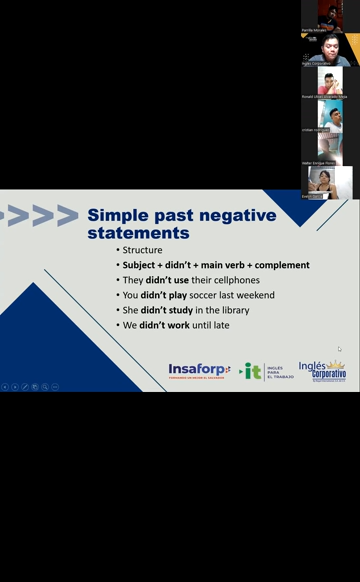 Simple past negative
statements
• Structure
• Subject + didn't + main verb + complement
• They didn't use their cellphones
• You didn't play soccer last weekend
• She didn't study in the library
• We didn't work until late
Insaforp
it
INGLÉS
PARA
EL TRABAJO
Inglés
Corporativo